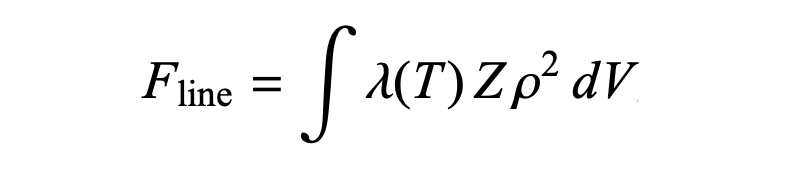 F_line = ∫ λ(T) Z ρ² dV